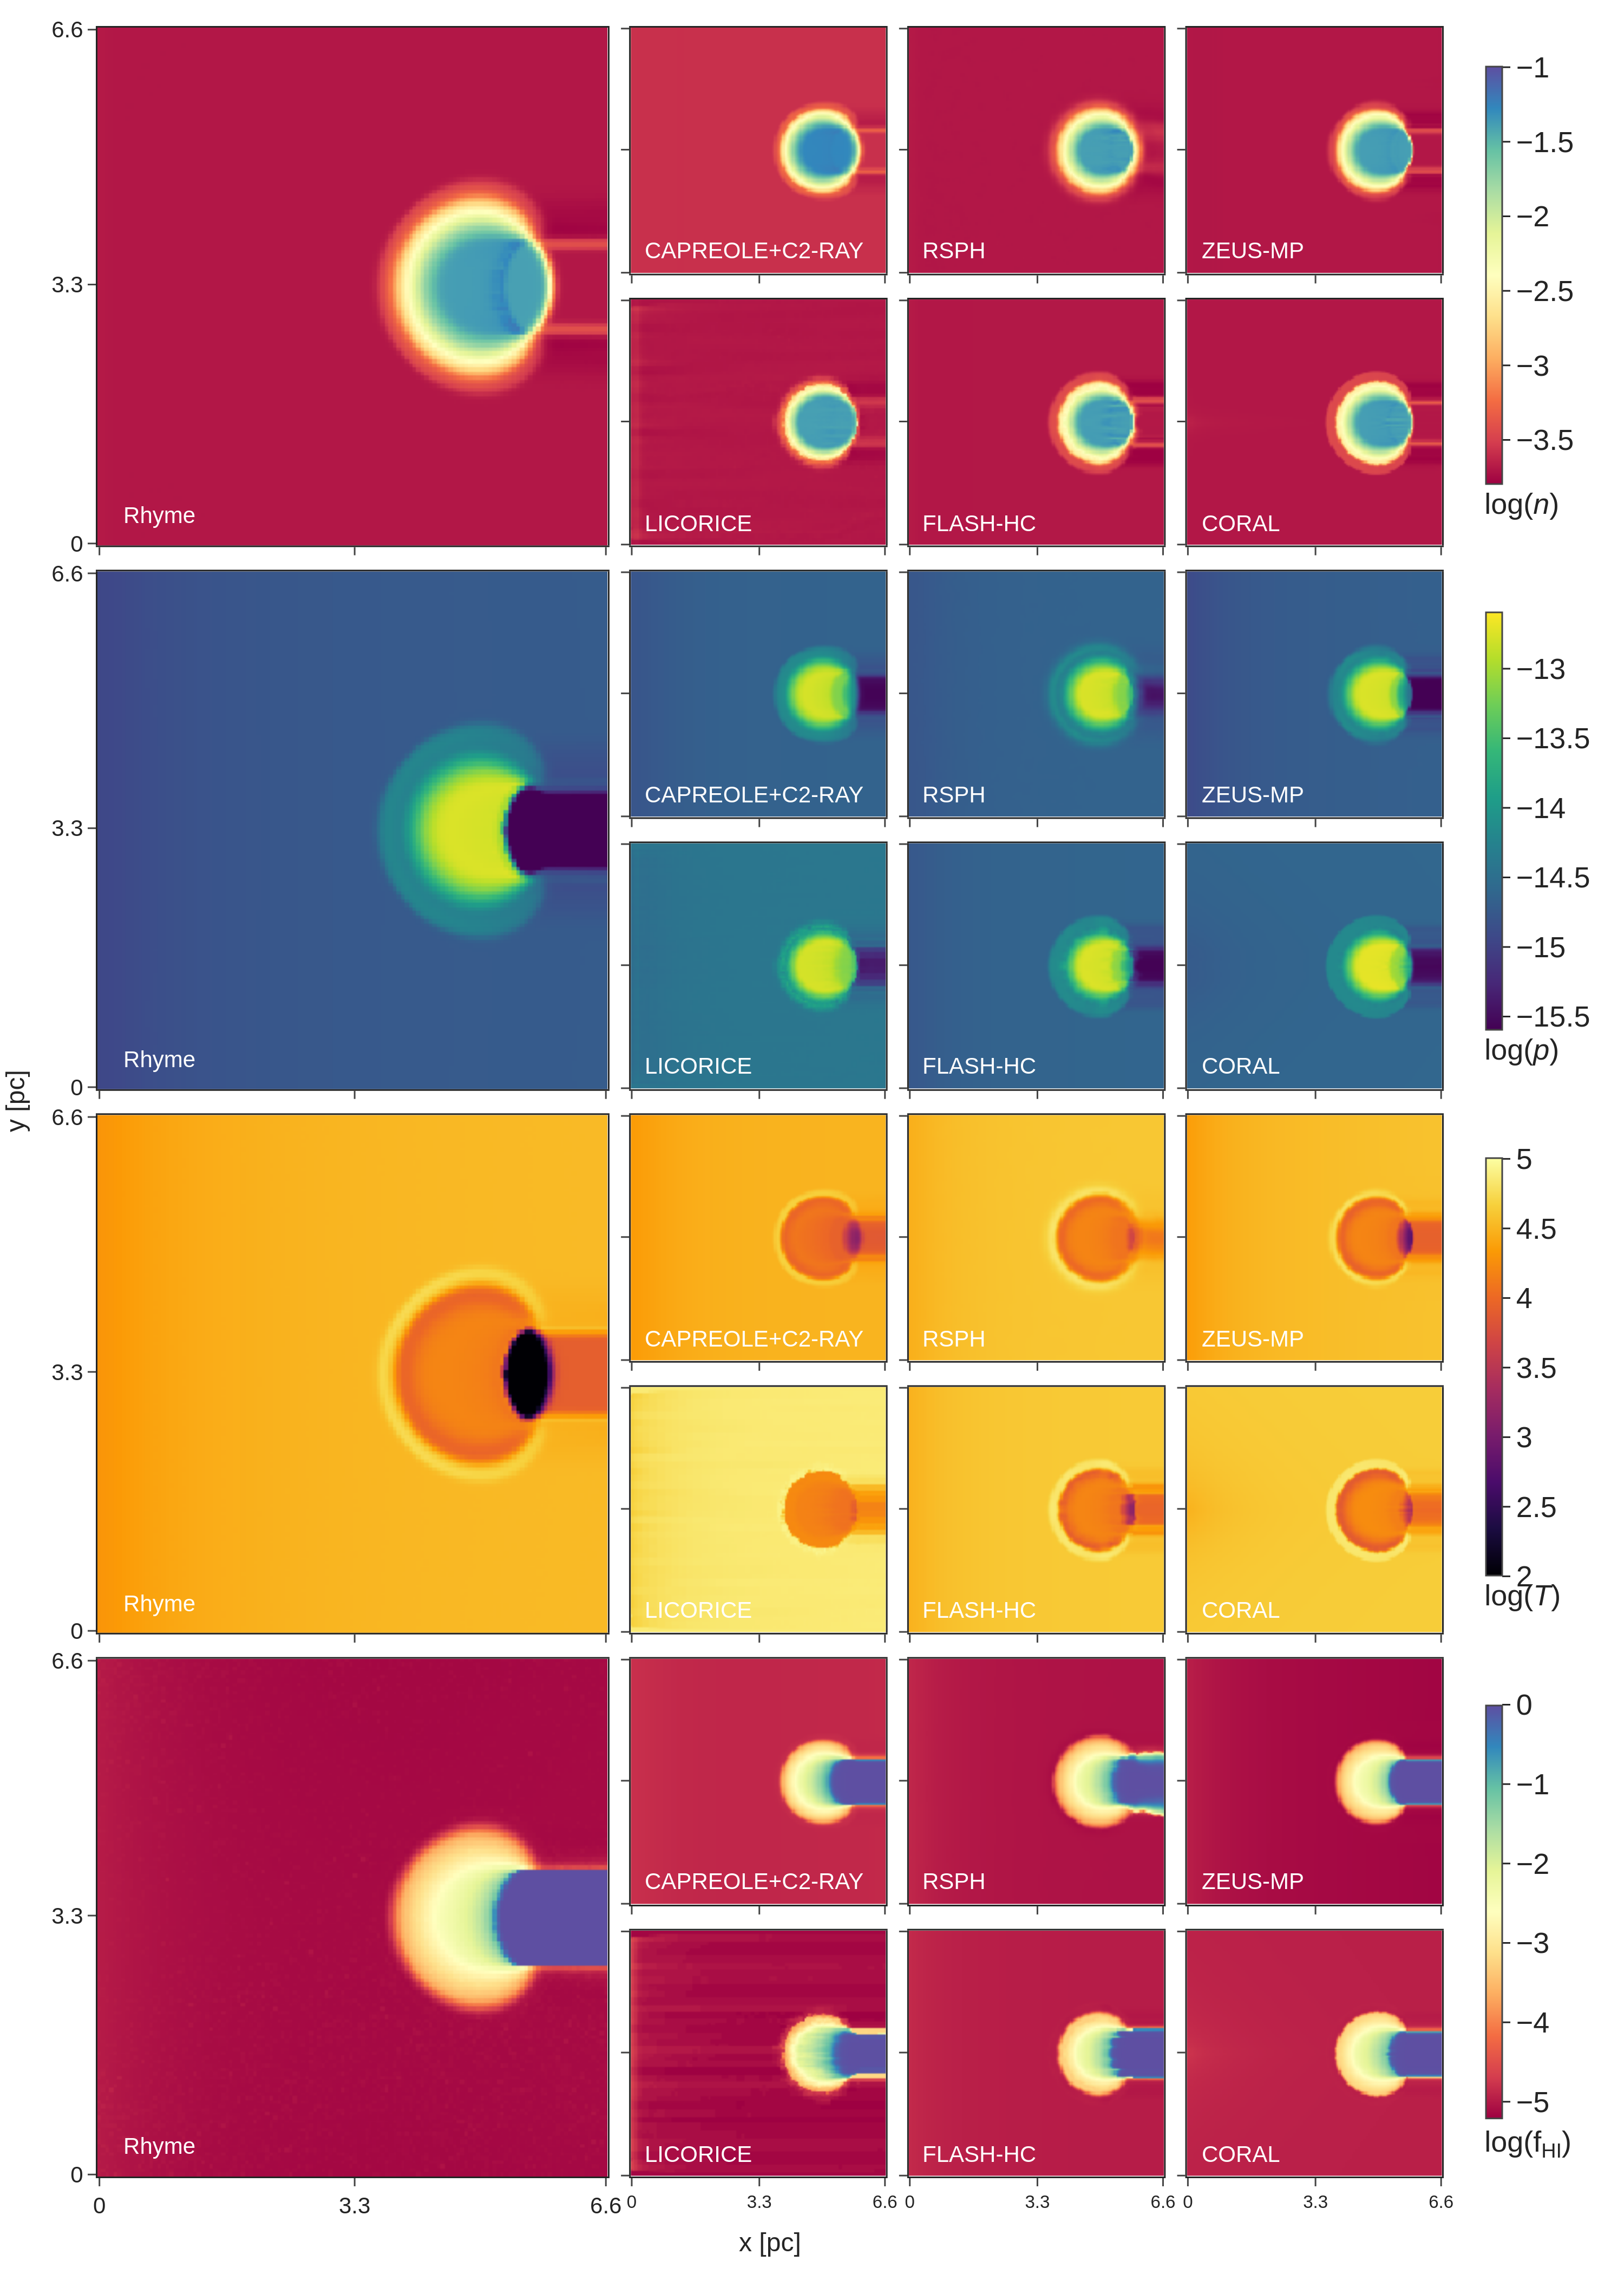 6.6
3.3
0
Rhyme
CAPREOLE+C2-RAY
RSPH
ZEUS-MP
LICORICE
FLASH-HC
CORAL
−1
−1.5
−2
−2.5
−3
−3.5
log(n)
6.6
3.3
0
Rhyme
CAPREOLE+C2-RAY
RSPH
ZEUS-MP
LICORICE
FLASH-HC
CORAL
−13
−13.5
−14
−14.5
−15
−15.5
log(p)
y [pc]
6.6
3.3
0
Rhyme
CAPREOLE+C2-RAY
RSPH
ZEUS-MP
LICORICE
FLASH-HC
CORAL
5
4.5
4
3.5
3
2.5
2
log(T)
6.6
3.3
0
Rhyme
CAPREOLE+C2-RAY
RSPH
ZEUS-MP
LICORICE
FLASH-HC
CORAL
0
−1
−2
−3
−4
−5
log(fHI)
0 3.3 6.6 0 3.3 6.6 0 3.3 6.6 0 3.3 6.6
x [pc]